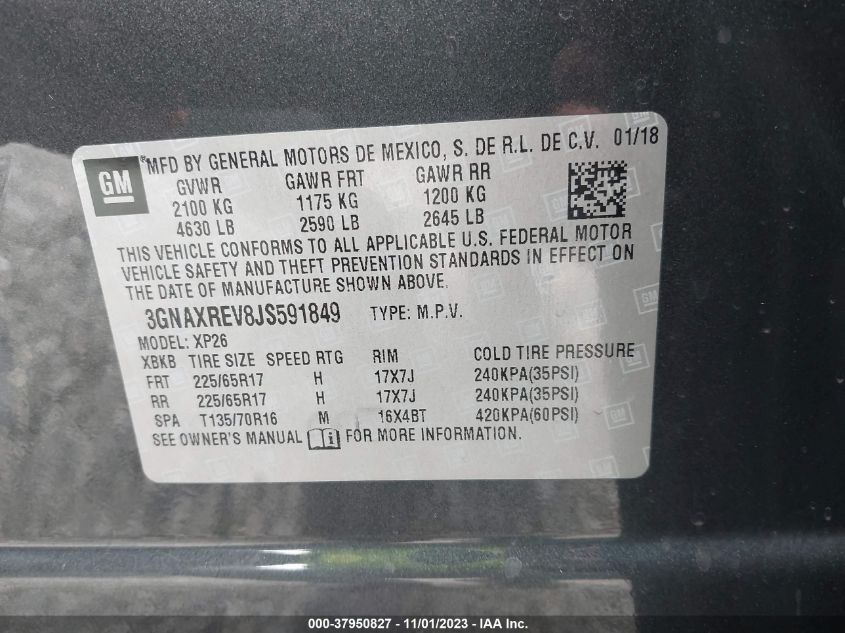 GM ®MFD BY GENERAL MOTORS DE MEXICO, S. DE R.L. DE C.V. 01/18
GVWR GAWR FRT GAWR RR
2100 KG 1175 KG 1200 KG
4630 LB 2590 LB 2645 LB
THIS VEHICLE CONFORMS TO ALL APPLICABLE U.S. FEDERAL MOTOR
VEHICLE SAFETY AND THEFT PREVENTION STANDARDS IN EFFECT ON
THE DATE OF MANUFACTURE SHOWN ABOVE.
3GNAXREV8JS591849 TYPE: M.P.V.
MODEL: XP26
XBKB TIRE SIZE SPEED RTG RIM COLD TIRE PRESSURE
FRT 225/65R17 H 17X7J 240KPA(35PSI)
RR 225/65R17 H 17X7J 240KPA(35PSI)
SPA T135/70R16 M 16X4BT 420KPA(60PSI)
SEE OWNER'S MANUAL FOR MORE INFORMATION.
000-37950827 - 11/01/2023 - IAA Inc.